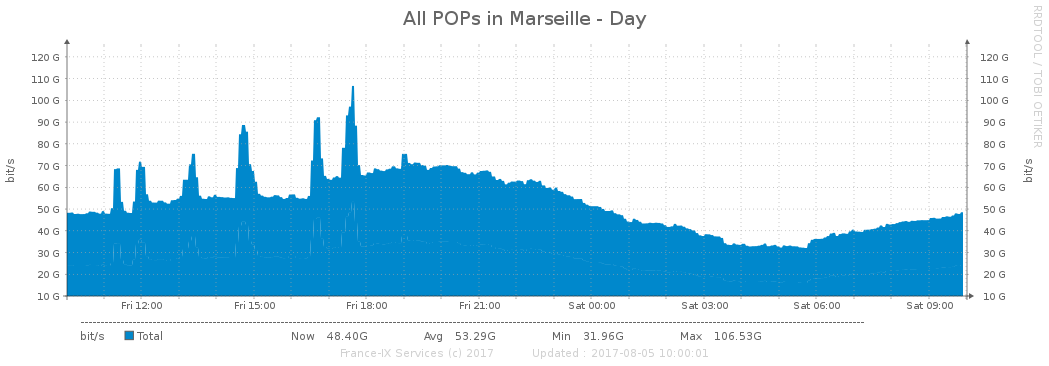 All POPs in Marseille - Day
RRDTOOL / TOBI OETIKER
bit/s
120 G 120 G
110 G 110 G
100 G 100 G
90 G 90 G
80 G 80 G
70 G 70 G
60 G 60 G
50 G 50 G
40 G 40 G
30 G 30 G
20 G 20 G
10 G 10 G
bit/s
Fri 12:00 Fri 15:00 Fri 18:00 Fri 21:00 Sat 00:00 Sat 03:00 Sat 06:00 Sat 09:00
bit/s Total Now 48.40G Avg 53.29G Min 31.96G Max 106.53G
France-IX Services (c) 2017 Updated : 2017-08-05 10:00:01